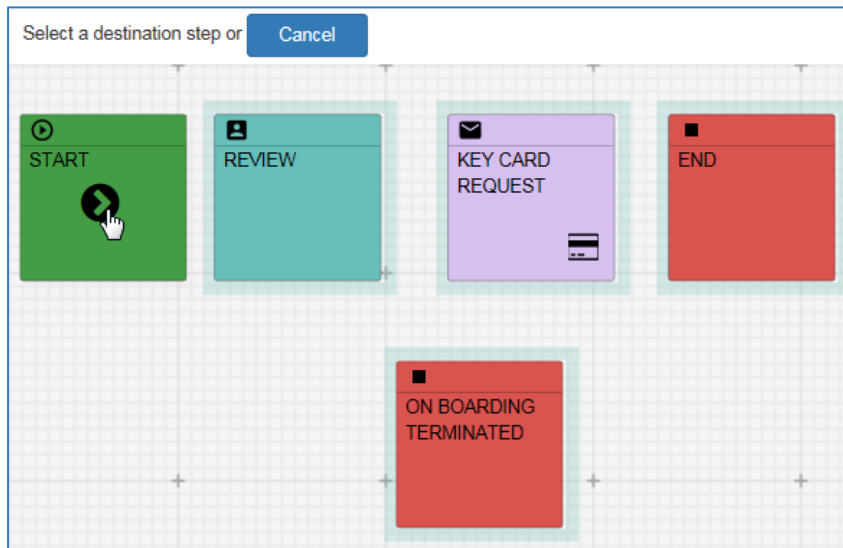 Select a destination step or Cancel
START
REVIEW
KEY CARD
REQUEST
END
ON BOARDING
TERMINATED